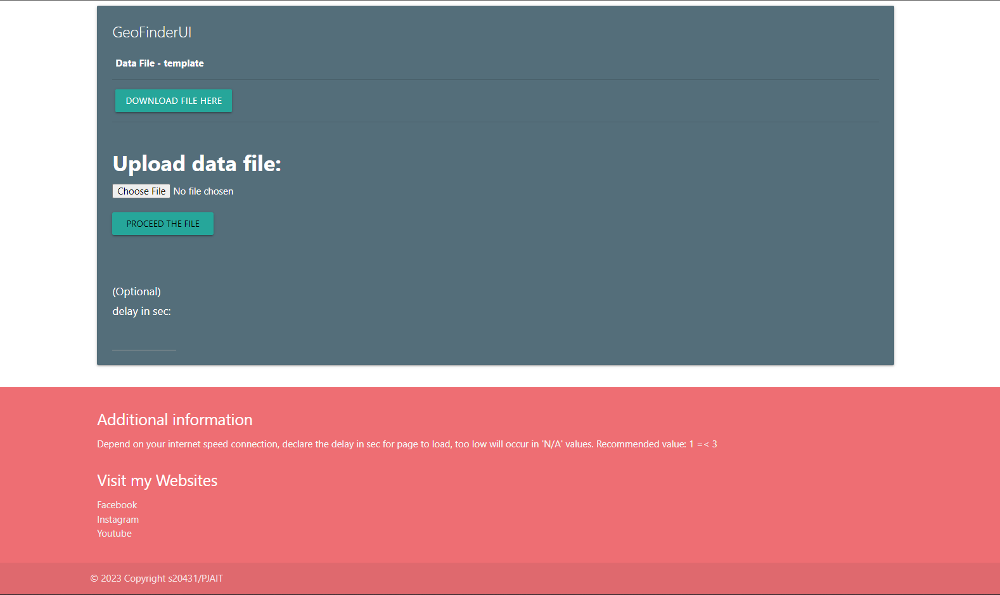 GeoFinderUI
Data File - template
DOWNLOAD FILE HERE
Upload data file:
Choose File No file chosen
PROCEED THE FILE
(Optional)
delay in sec:
Additional information
Depend on your internet speed connection, declare the delay in sec for page to load, too low will occur in 'N/A' values. Recommended value: 1 =< 3
Visit my Websites
Facebook
Instagram
Youtube
© 2023 Copyright s20431/PJAIT